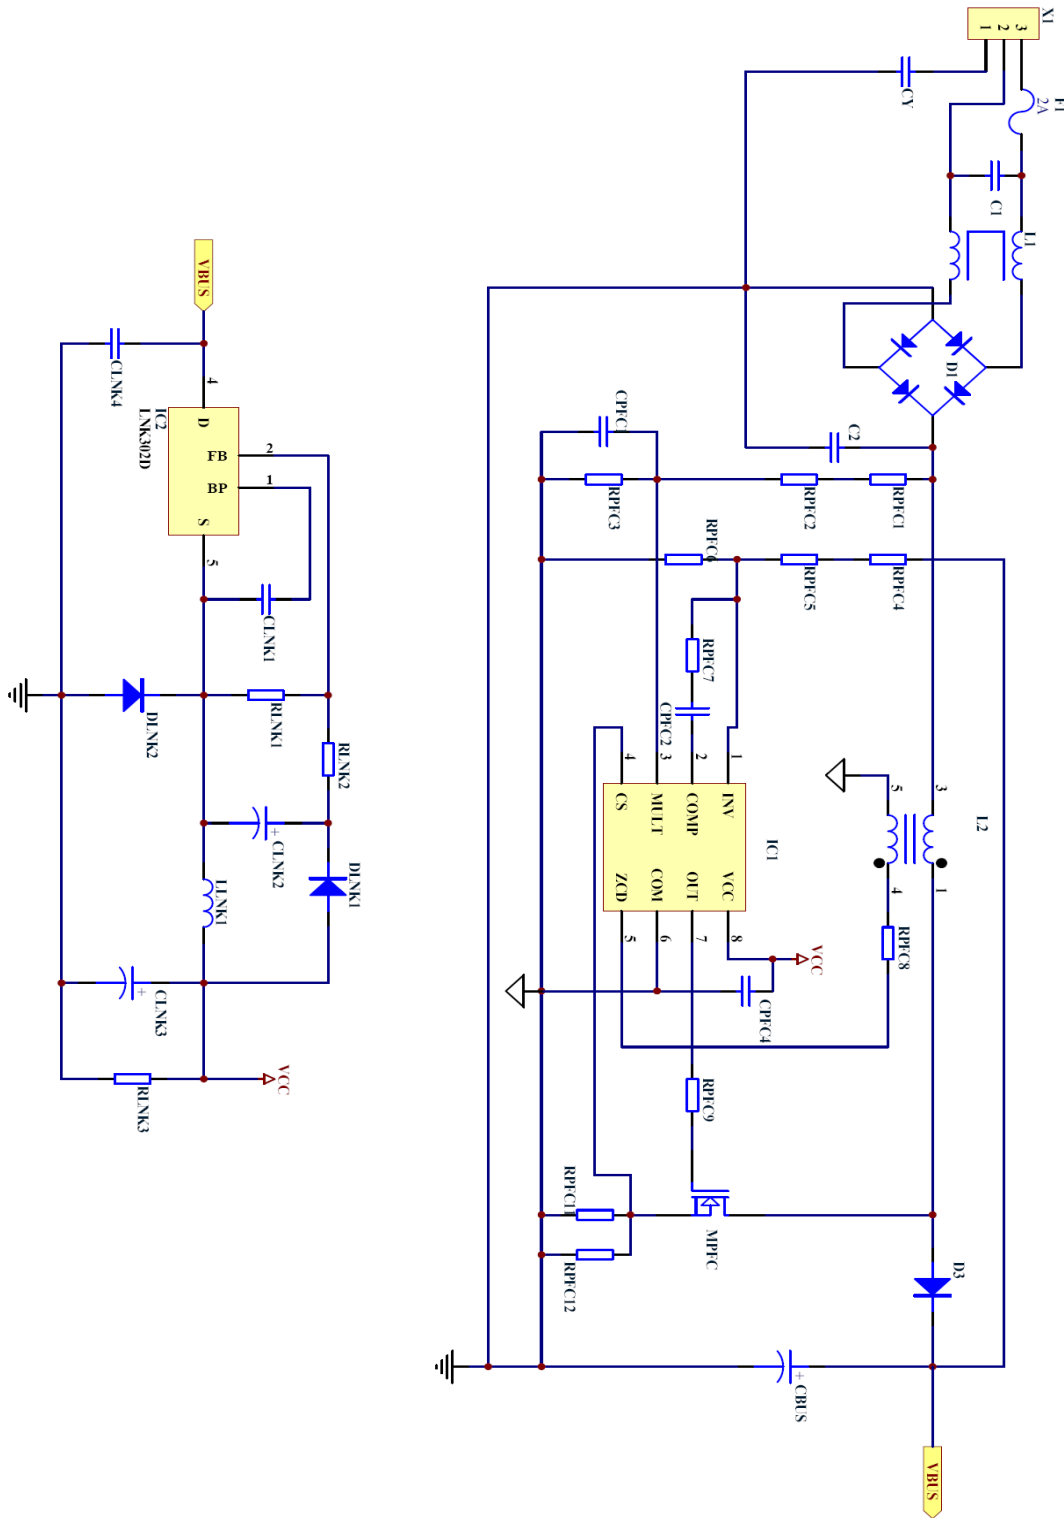 X1
3
2
1
F1
2A
CY
C1
L1
D1
C2
RPFC1
RPFC2
RPFC3
CPFC1
RPFC4
RPFC5
RPFC6
RPFC7
CPFC2
1
2
3
4
INV
COMP
MULT
CS
IC1
VCC
OUT
COM
ZCD
8
7
6
5
VCC
CPFC4
3
5
L2
1
4
RPFC8
RPFC9
MPFC
RPFC11
RPFC12
D3
+
CBUS
VBUS
VBUS
CLNK4
4
D
IC2
LNK302D
FB
2
BP
1
S
5
CLNK1
RLNK1
DLNK2
RLNK2
+
CLNK2
DLNK1
LLNK1
+
CLNK3
RLNK3
VCC